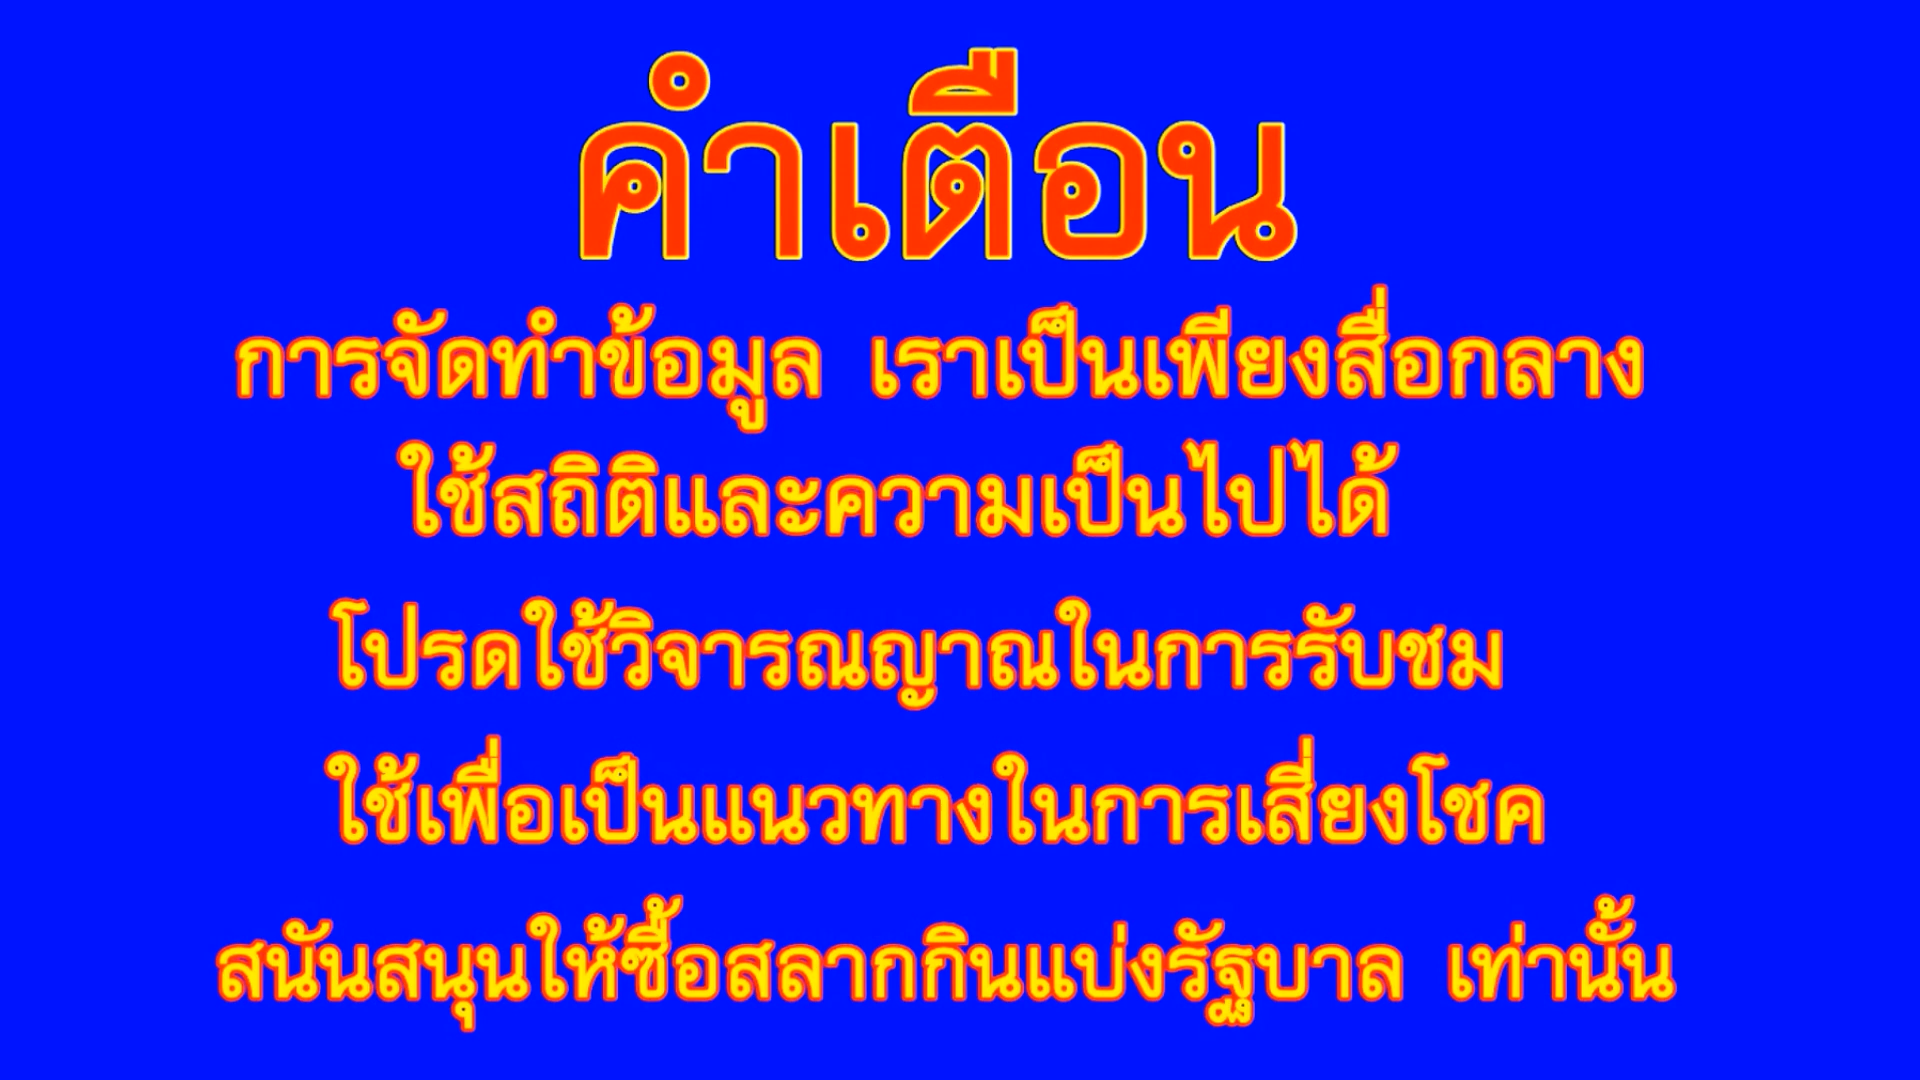 คำเตือน
การจัดทำข้อมูล เราเป็นเพียงสื่อกลาง
ใช้สถิติและความเป็นไปได้
โปรดใช้วิจารณญาณในการรับชม
ใช้เพื่อเป็นแนวทางในการเสี่ยงโชค
สนันสนุนให้ซื้อสลากกินแบ่งรัฐบาล เท่านั้น